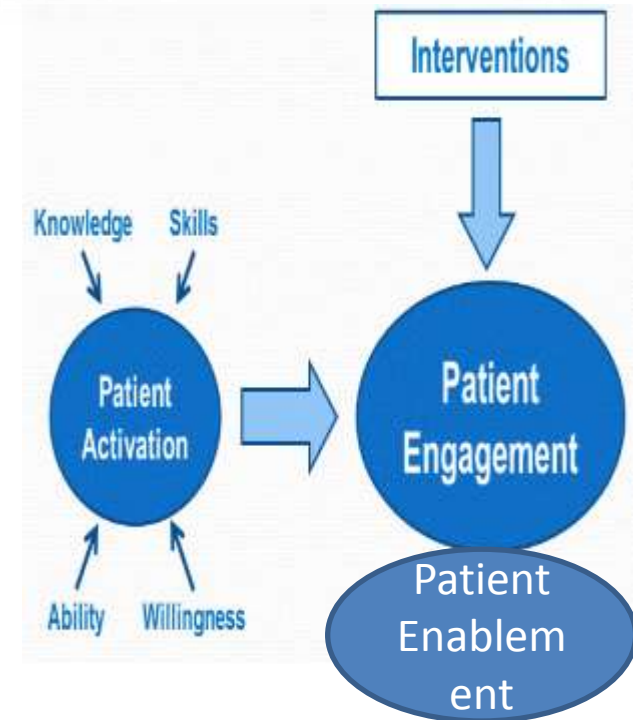 Interventions
Knowledge Skills
Patient
Activation
Patient
Engagement
Ability Willingness
Patient
Enablem
ent